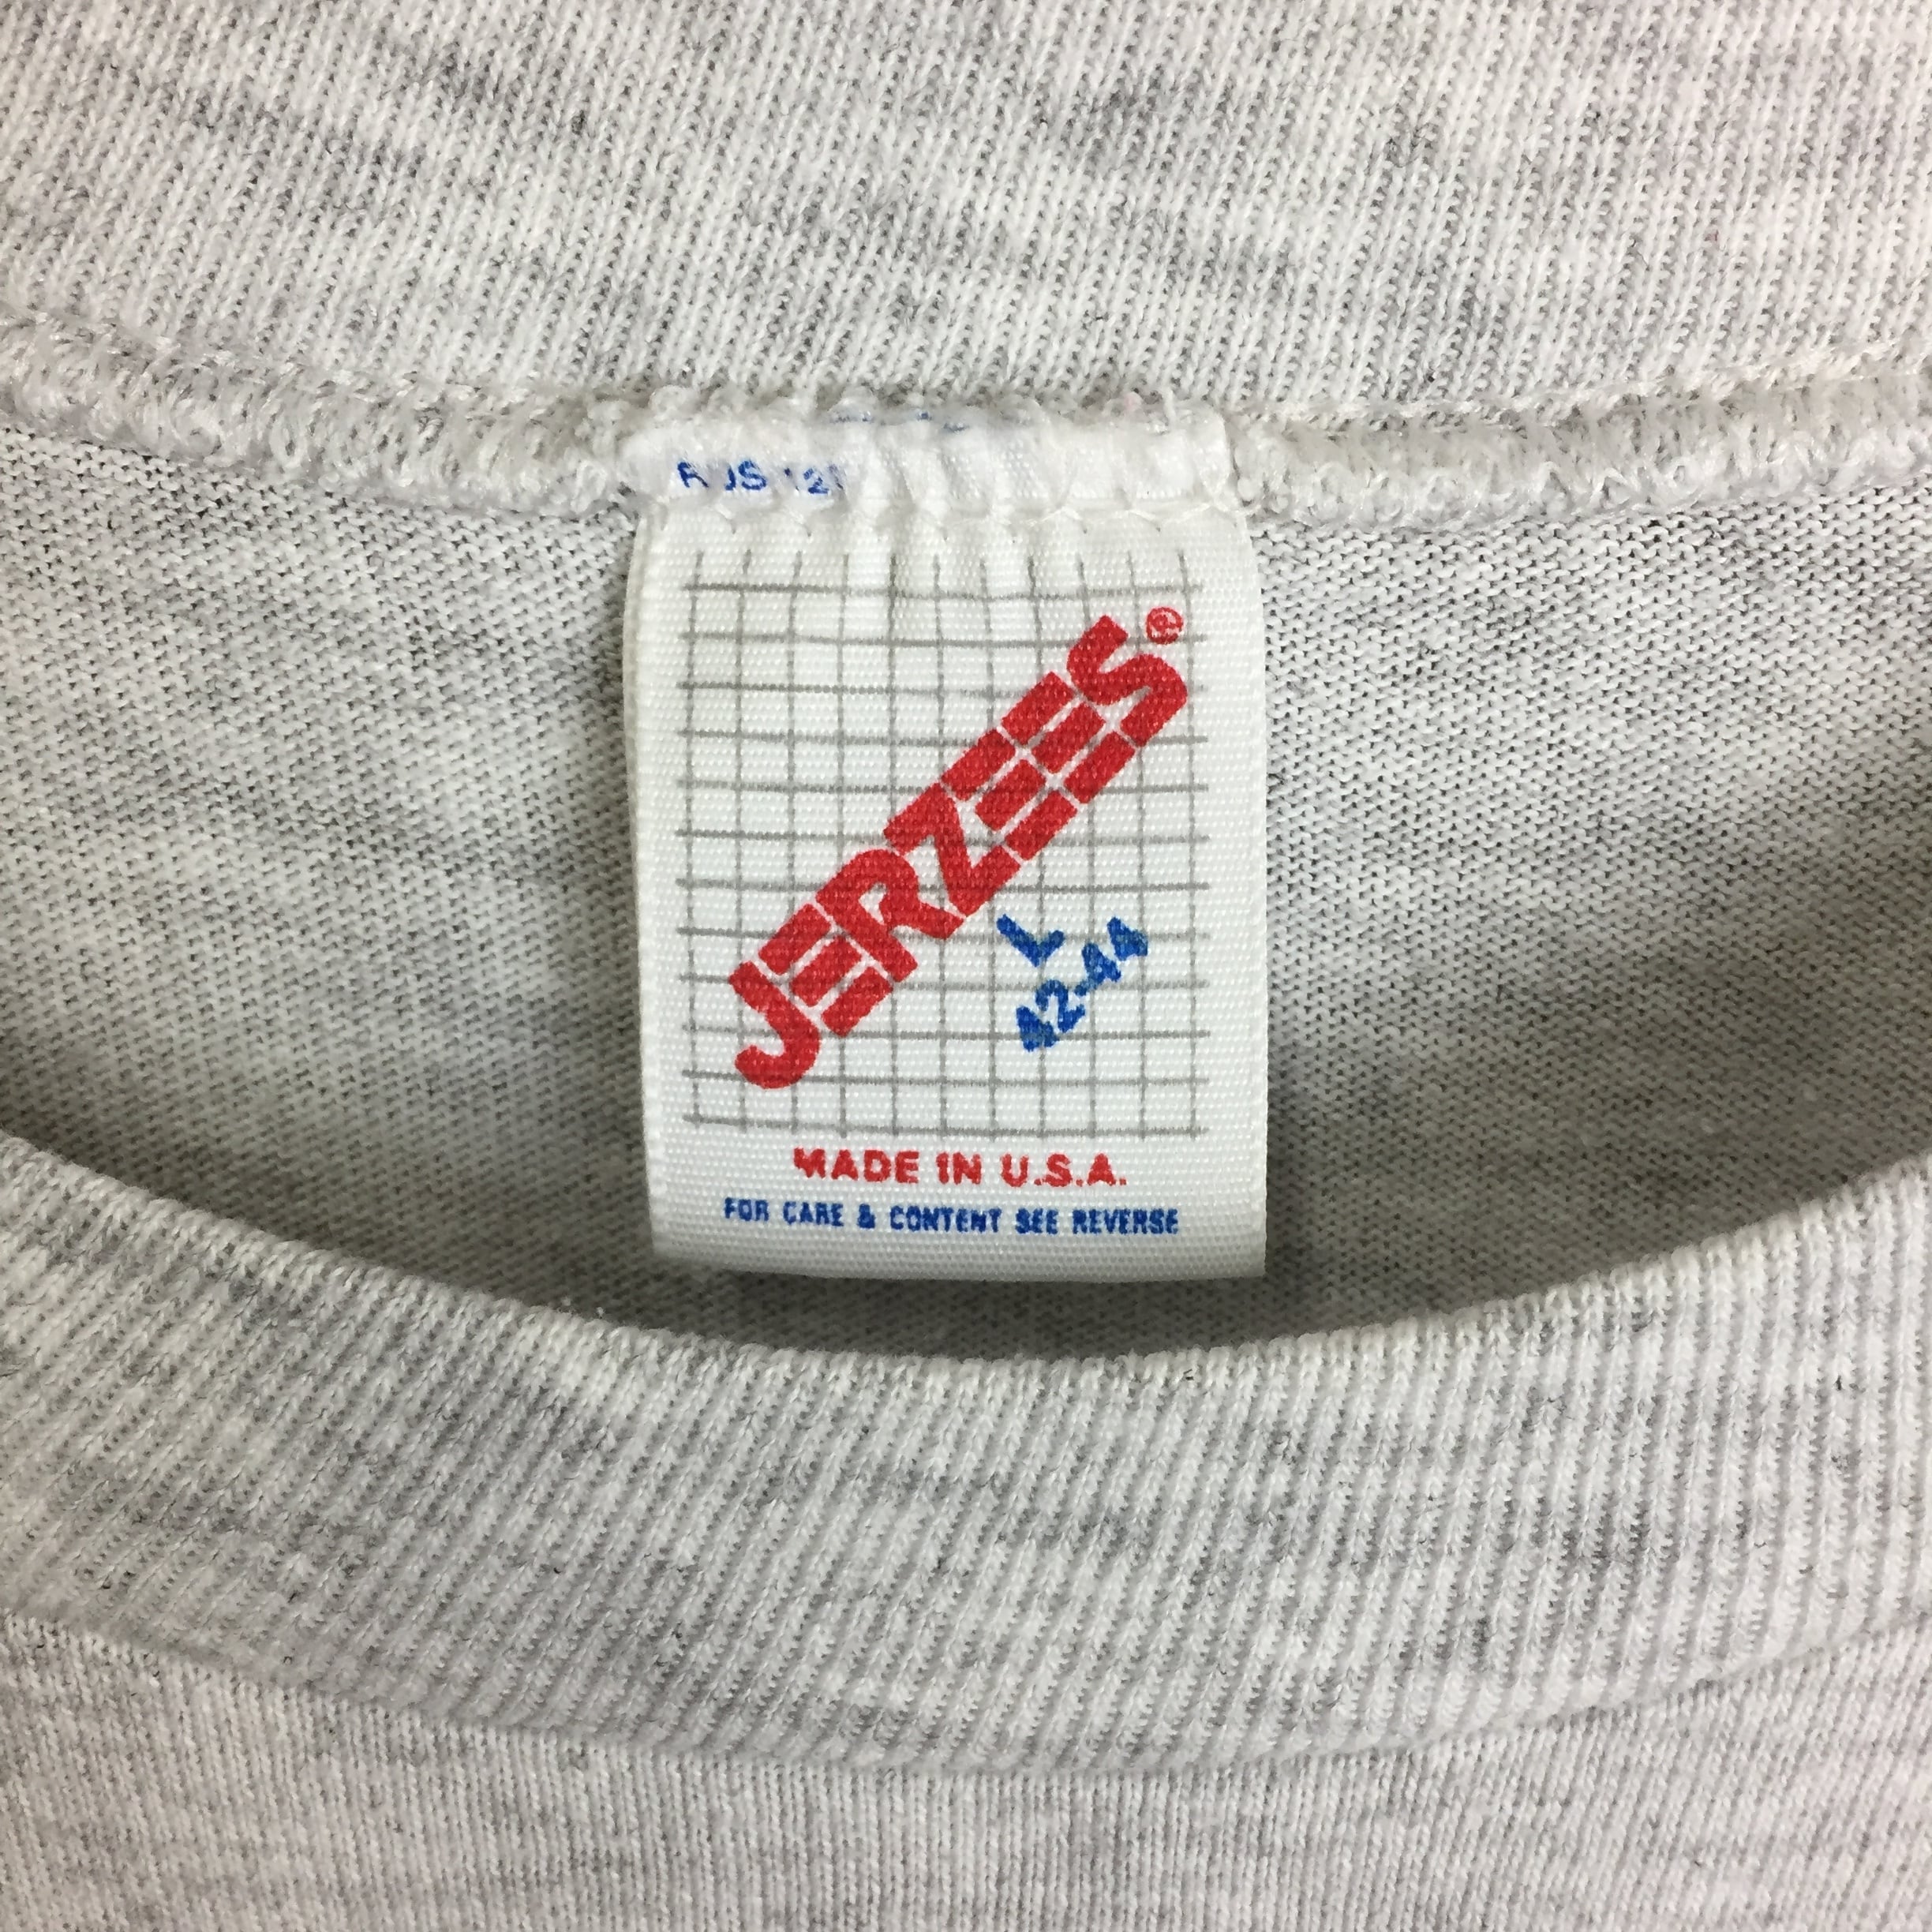 JERZEES®
L
42-44
MADE IN U.S.A.
FOR CARE & CONTENT SEE REVERSE